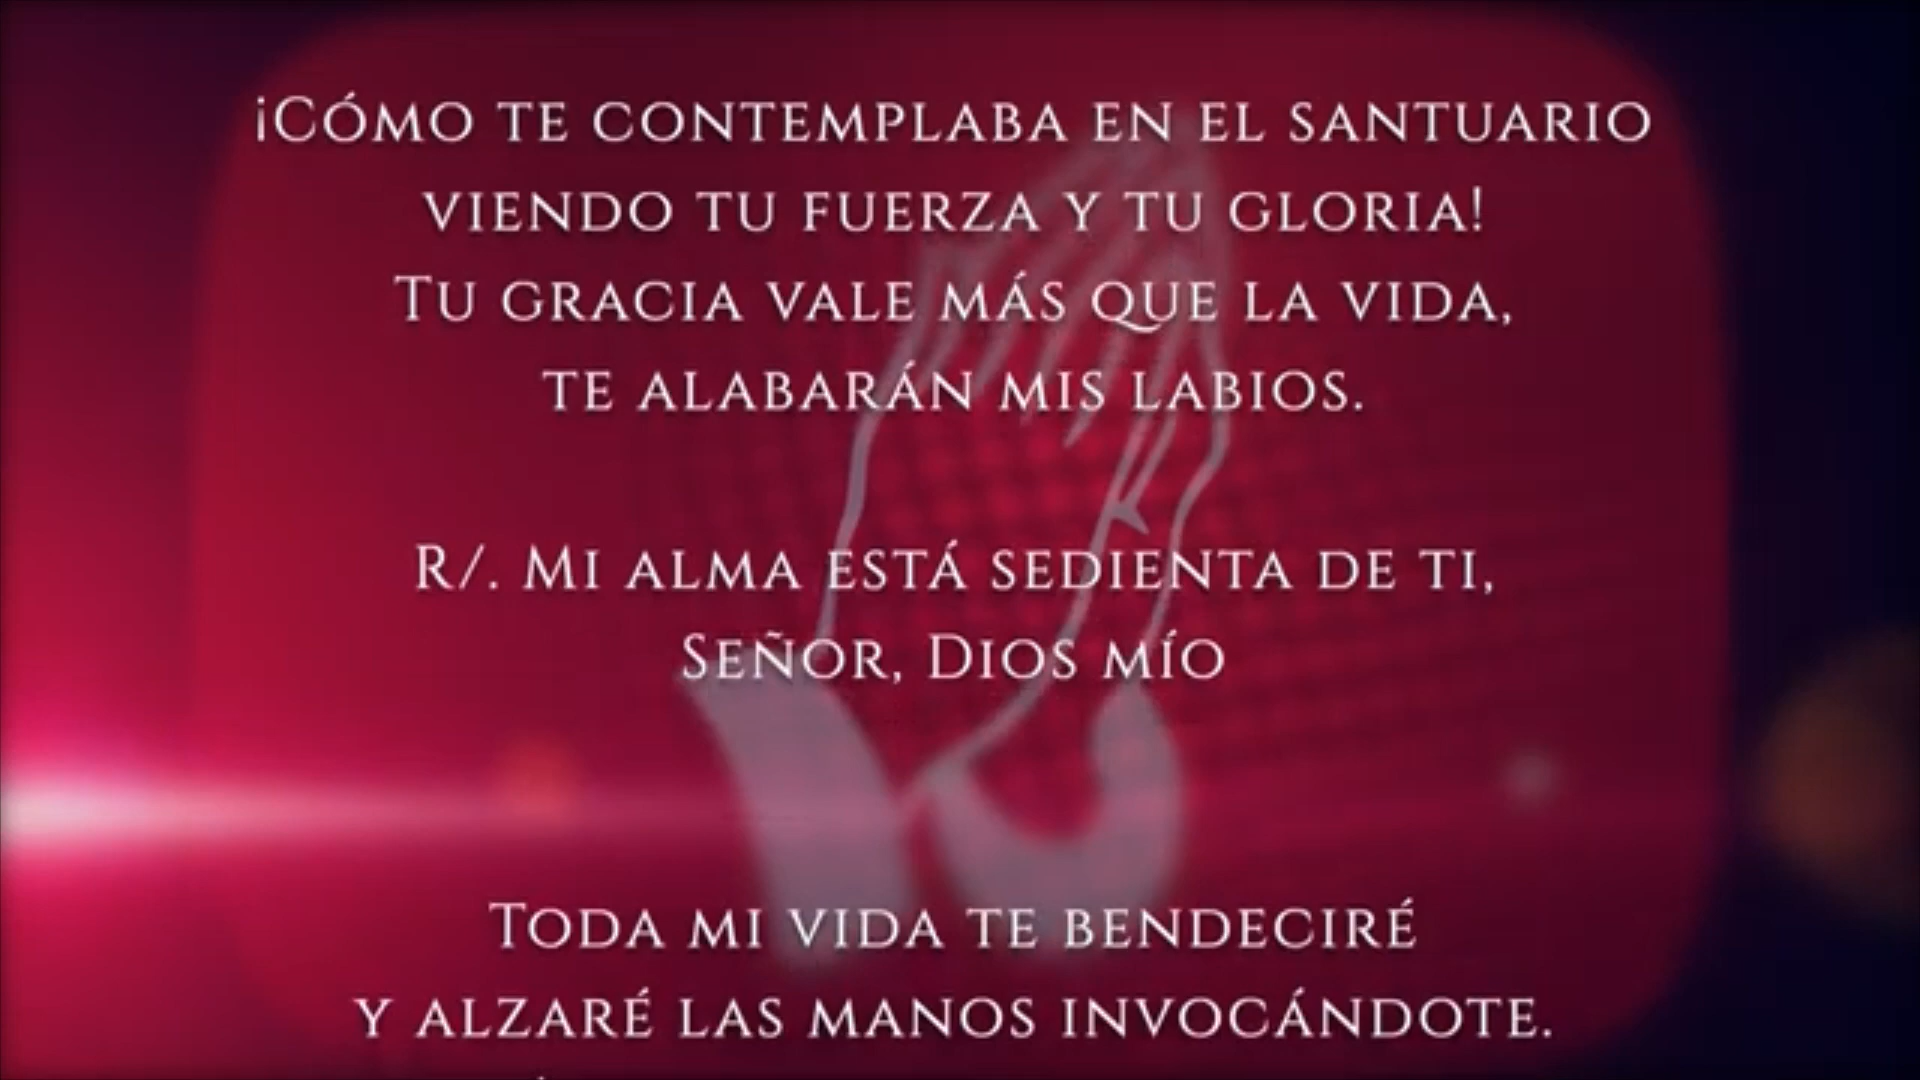 ¡Cómo te contemplaba en el santuario
viendo tu fuerza y tu gloria!
Tu gracia vale más que la vida,
te alabarán mis labios.
R/. Mi alma está sedienta de ti,
Señor, Dios mío
Toda mi vida te bendeciré
y alzaré las manos invocándote.